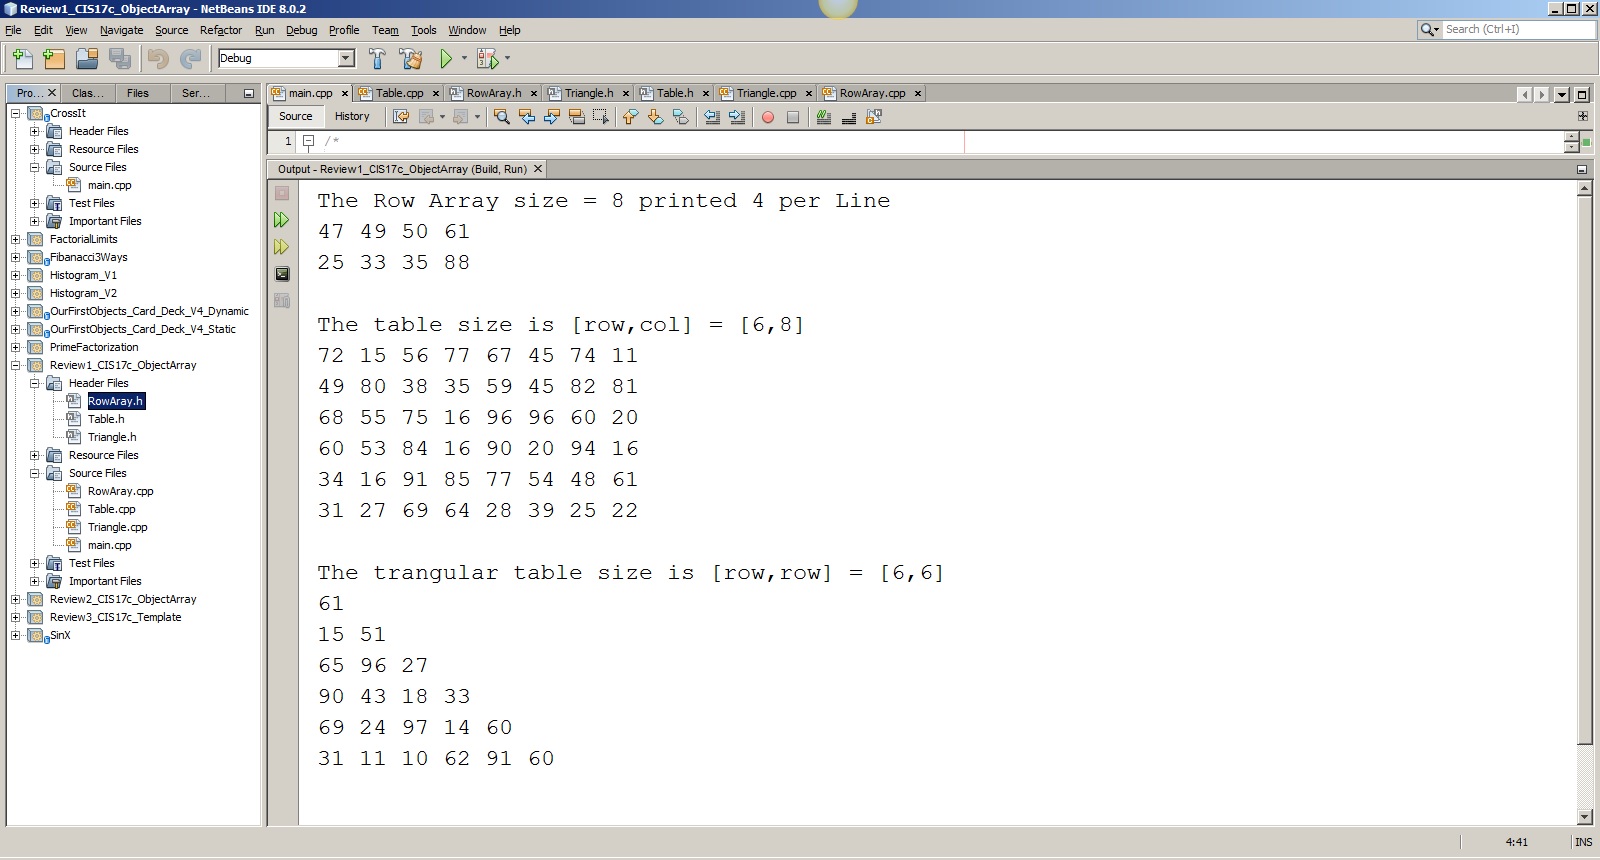 Review1_CIS17c_ObjectArray - NetBeans IDE 8.0.2
File Edit View Navigate Source Refactor Run Debug Profile Team Tools Window Help
Search (Ctrl+I)
Debug
Pro... Clas... Files Ser...
main.cpp Table.cpp RowAray.h Triangle.h Table.h Triangle.cpp RowAray.cpp
Source History
1 /*
CrossIt
Header Files
Resource Files
Source Files
main.cpp
Test Files
Important Files
FactorialLimits
Fibanacci3Ways
Histogram_V1
Histogram_V2
OurFirstObjects_Card_Deck_V4_Dynamic
OurFirstObjects_Card_Deck_V4_Static
PrimeFactorization
Review1_CIS17c_ObjectArray
Header Files
RowAray.h
Table.h
Triangle.h
Resource Files
Source Files
RowAray.cpp
Table.cpp
Triangle.cpp
main.cpp
Test Files
Important Files
Review2_CIS17c_ObjectArray
Review3_CIS17c_Template
SinX
Output - Review1_CIS17c_ObjectArray (Build, Run)
The Row Array size = 8 printed 4 per Line
47 49 50 61
25 33 35 88
The table size is [row,col] = [6,8]
72 15 56 77 67 45 74 11
49 80 38 35 59 45 82 81
68 55 75 16 96 96 60 20
60 53 84 16 90 20 94 16
34 16 91 85 77 54 48 61
31 27 69 64 28 39 25 22
The trangular table size is [row,row] = [6,6]
61
15 51
65 96 27
90 43 18 33
69 24 97 14 60
31 11 10 62 91 60
4:41 INS